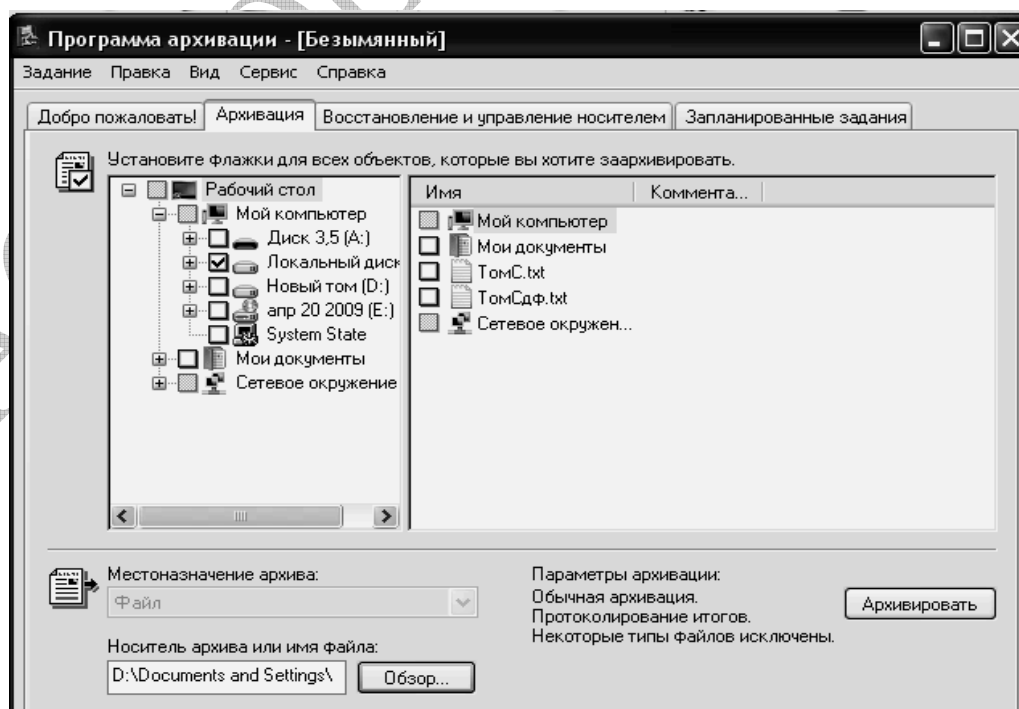 Программа архивации - [Безымянный]
Задание Правка Вид Сервис Справка
Добро пожаловать! Архивация Восстановление и управление носителем Запланированные задания
Установите флажки для всех объектов, которые вы хотите заархивировать.
Рабочий стол
Мой компьютер
Диск 3,5 (A:)
Локальный диск
Новый том (D:)
апр 20 2009 (E:)
System State
Мои документы
Сетевое окружение
Имя Коммента...
Мой компьютер
Мои документы
ТомС.txt
ТомСдф.txt
Сетевое окружен...
Местоназначение архива:
Файл
Носитель архива или имя файла:
D:\Documents and Settings\
Обзор...
Параметры архивации:
Обычная архивация.
Протоколирование итогов.
Некоторые типы файлов исключены.
Архивировать